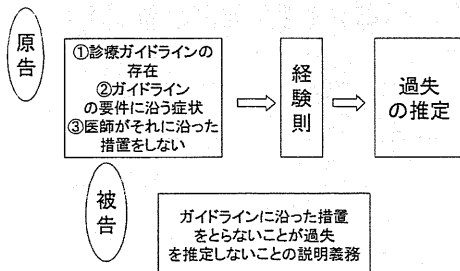 原告
①診療ガイドラインの
存在
②ガイドライン
の要件に沿う症状
③医師がそれに沿った
措置をしない
経験則
過失
の推定
被告
ガイドラインに沿った措置
をとらないことが過失
を推定しないことの説明義務